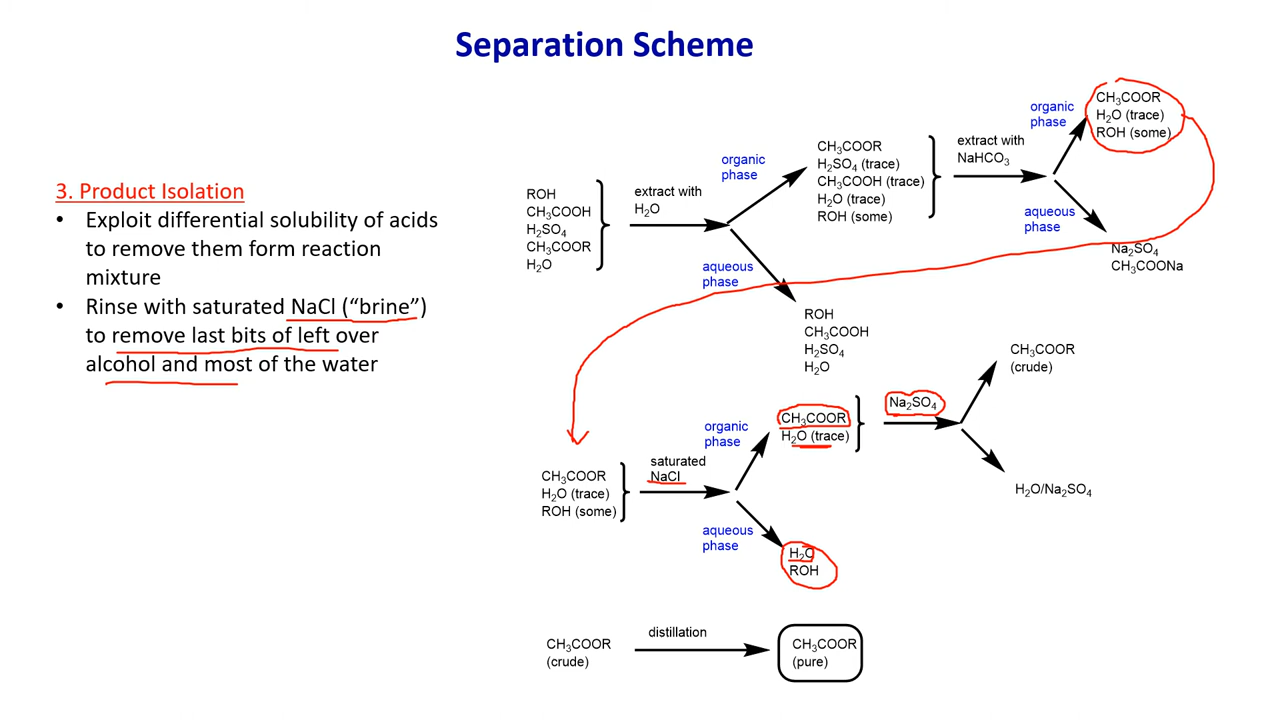 Separation Scheme
3. Product Isolation
• Exploit differential solubility of acids
to remove them form reaction
mixture
• Rinse with saturated NaCl (“brine”)
to remove last bits of left over
alcohol and most of the water
ROH
CH₃COOH
H₂SO₄
CH₃COOR
H₂O
extract with
H₂O
organic
phase
aqueous
phase
CH₃COOR
H₂SO₄ (trace)
CH₃COOH (trace)
H₂O (trace)
ROH (some)
ROH
CH₃COOH
H₂SO₄
H₂O
extract with
NaHCO₃
organic
phase
aqueous
phase
CH₃COOR
H₂O (trace)
ROH (some)
Na₂SO₄
CH₃COONa
CH₃COOR
H₂O (trace)
ROH (some)
saturated
NaCl
organic
phase
aqueous
phase
CH₃COOR
H₂O (trace)
H₂O
ROH
Na₂SO₄
CH₃COOR
(crude)
H₂O/Na₂SO₄
CH₃COOR
(crude)
distillation
CH₃COOR
(pure)